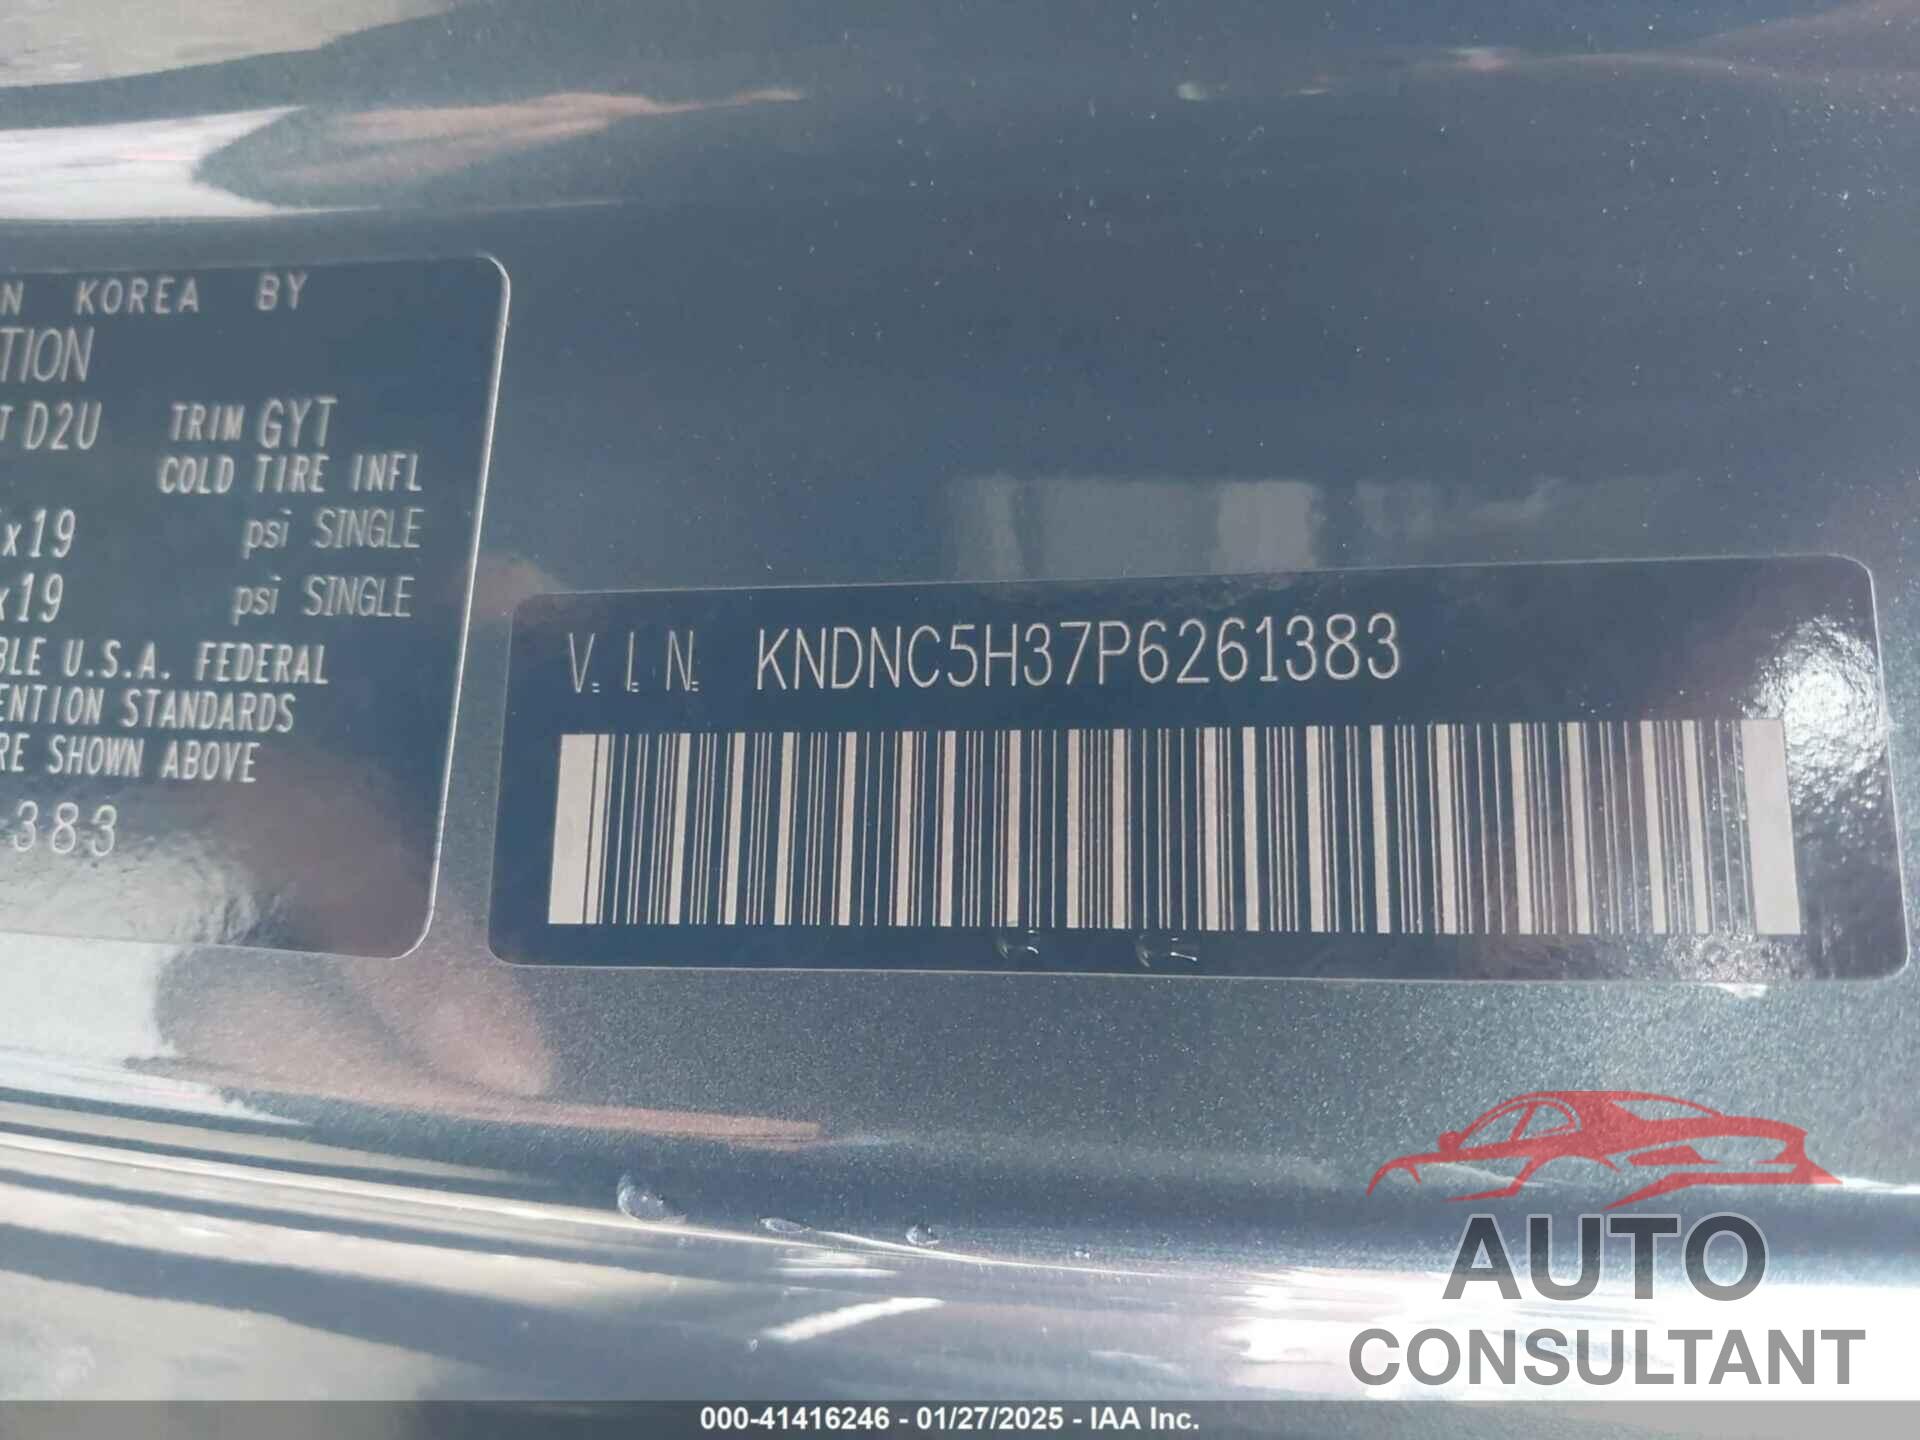 KOREA BY
TION
D2U TRIM GYT
COLD TIRE INFL
x19 psi SINGLE
x19 psi SINGLE
BLE U.S.A. FEDERAL
ENTION STANDARDS
RE SHOWN ABOVE
383
V.I.N. KNDNC5H37P6261383
AUTO
CONSULTANT
000-41416246 - 01/27/2025 - IAA Inc.